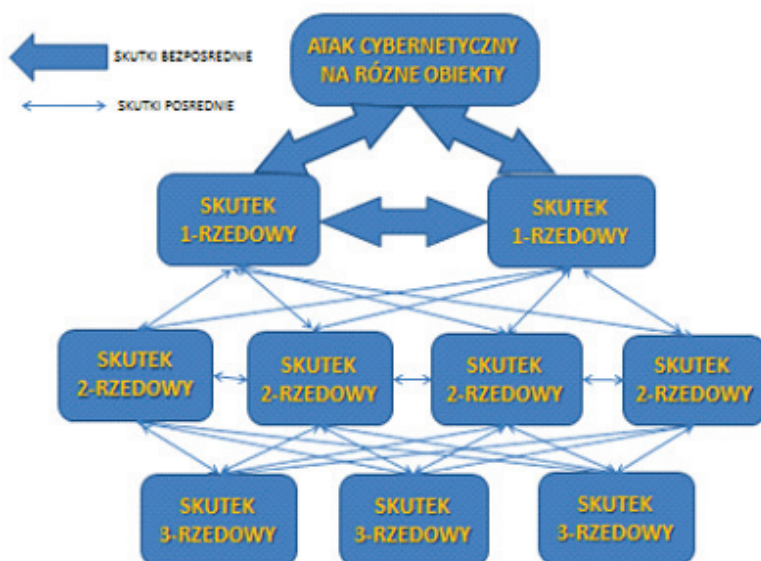 SKUTKI BEZPOSREDNIE
SKUTKI POSREDNIE
ATAK CYBERNETYCZNY
NA RÓZNE OBIEKTY
SKUTEK
1-RZEDOWY
SKUTEK
1-RZEDOWY
SKUTEK
2-RZEDOWY
SKUTEK
2-RZEDOWY
SKUTEK
2-RZEDOWY
SKUTEK
2-RZEDOWY
SKUTEK
3-RZEDOWY
SKUTEK
3-RZEDOWY
SKUTEK
3-RZEDOWY